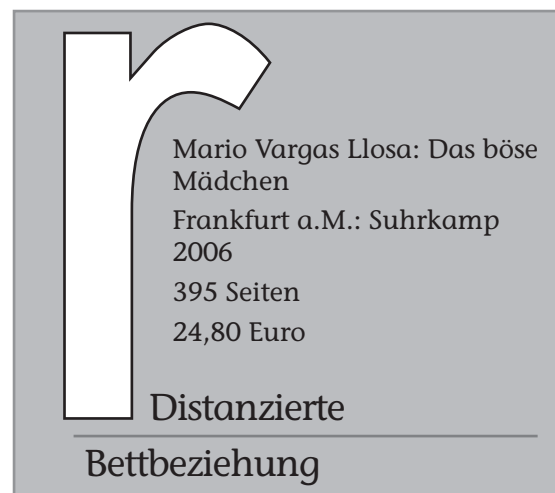 r
Mario Vargas Llosa: Das böse
Mädchen
Frankfurt a.M.: Suhrkamp
2006
395 Seiten
24,80 Euro
Distanzierte
Bettbeziehung